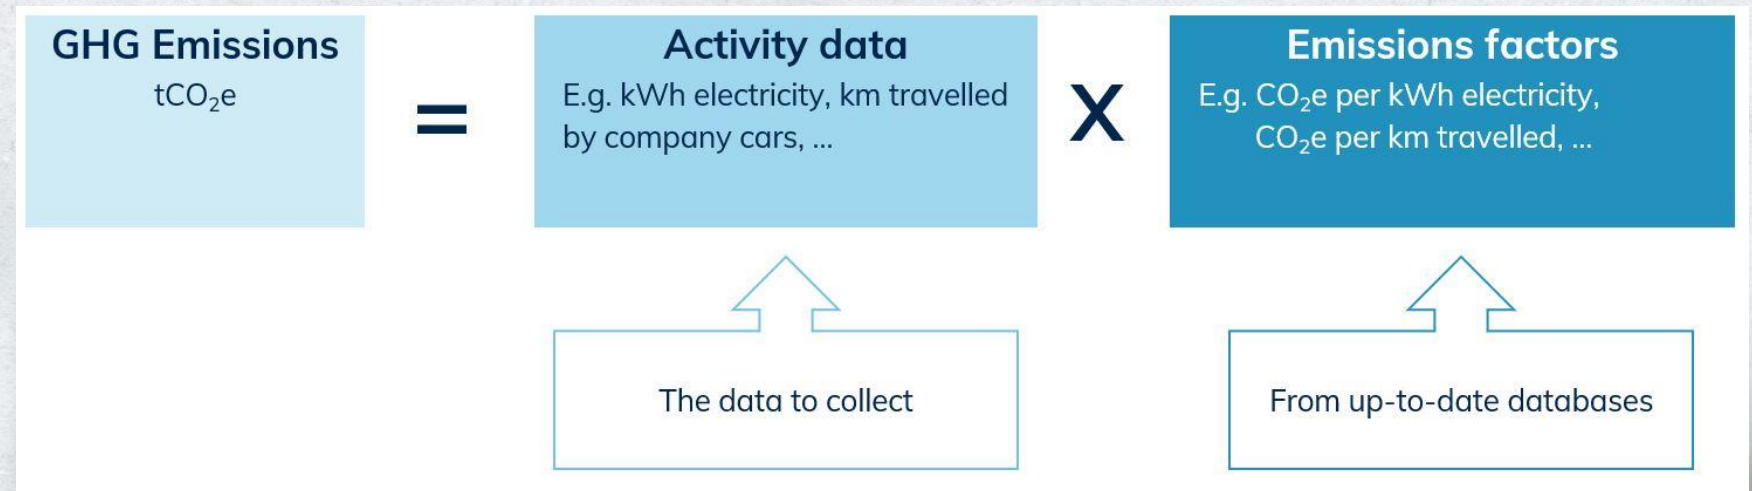 GHG Emissions
tCO₂e
=
Activity data
E.g. kWh electricity, km travelled
by company cars, ...
X
Emissions factors
E.g. CO₂e per kWh electricity,
CO₂e per km travelled, ...
The data to collect
From up-to-date databases